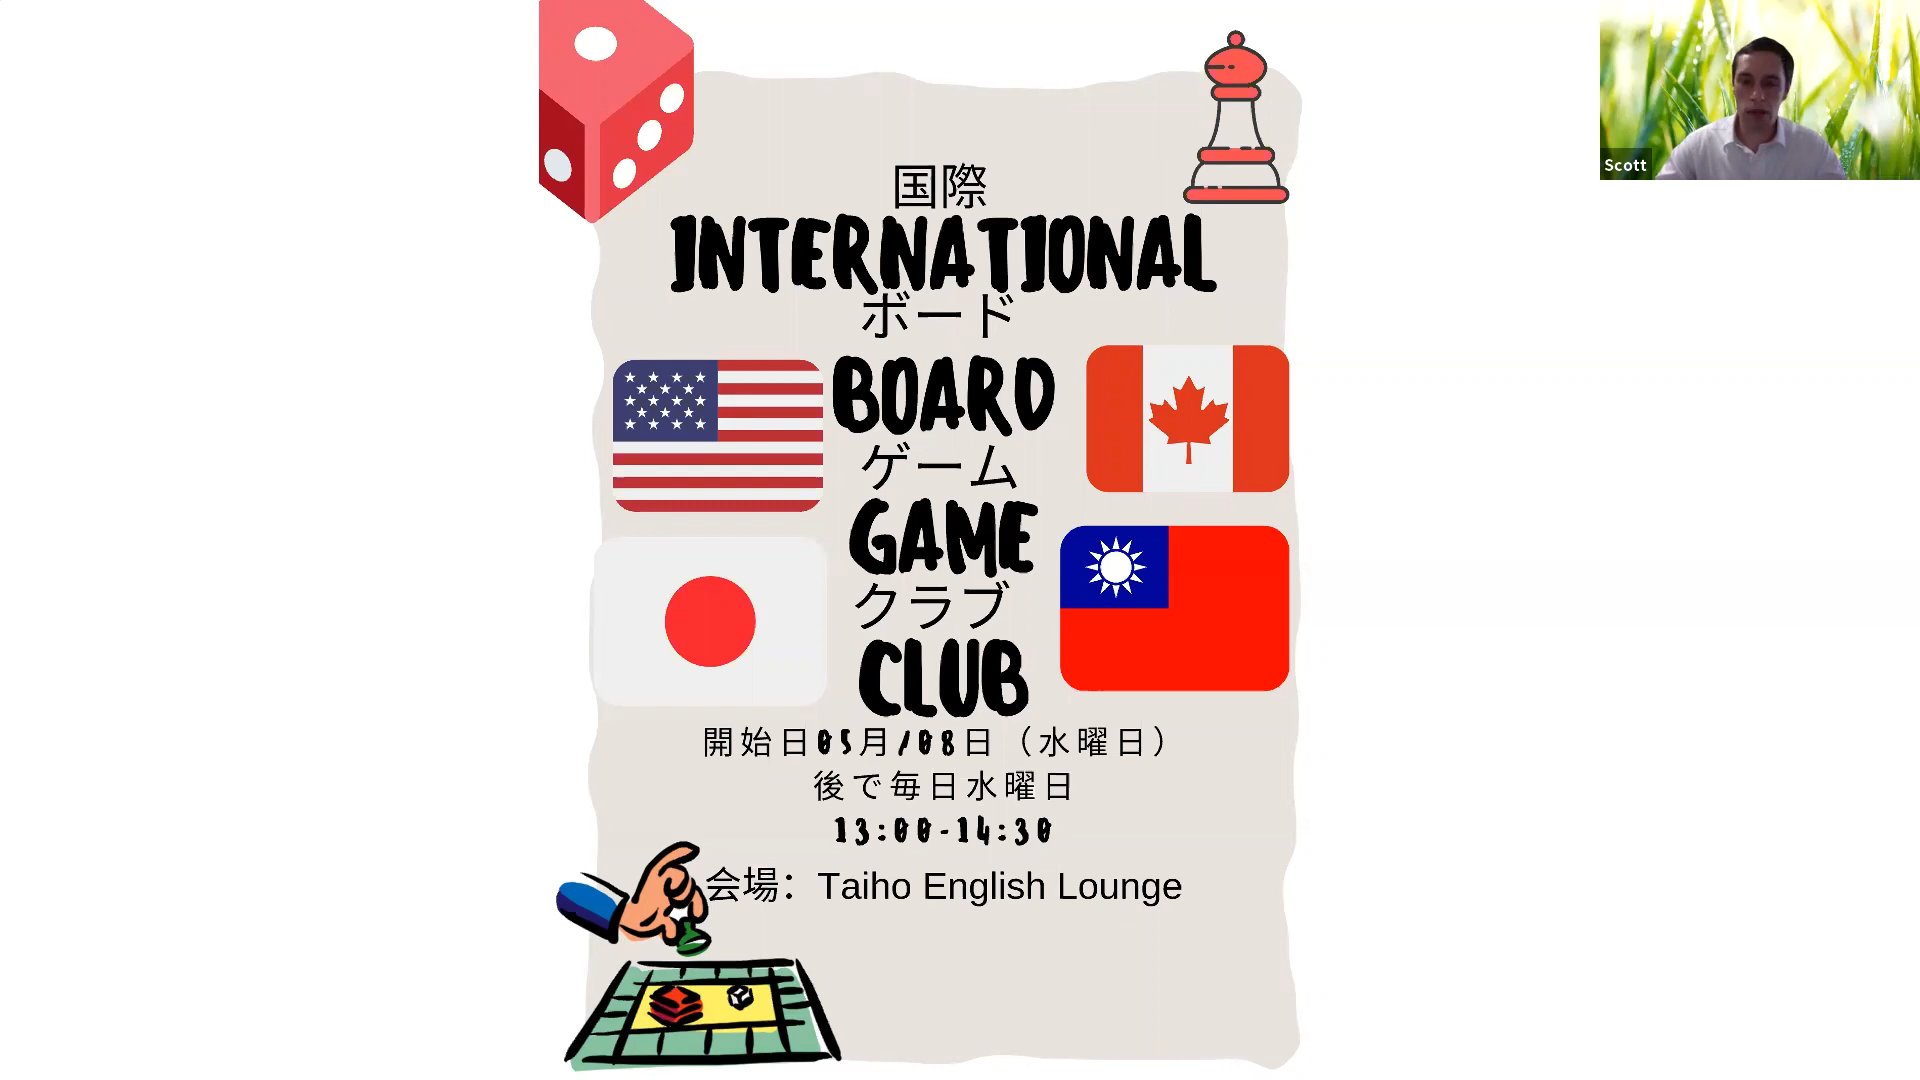 国際
INTERNATIONAL
ボード
BOARD
ゲーム
GAME
クラブ
CLUB
開始日05月/08日（水曜日）
後で毎日水曜日
13:00-14:30
会場：Taiho English Lounge
Scott